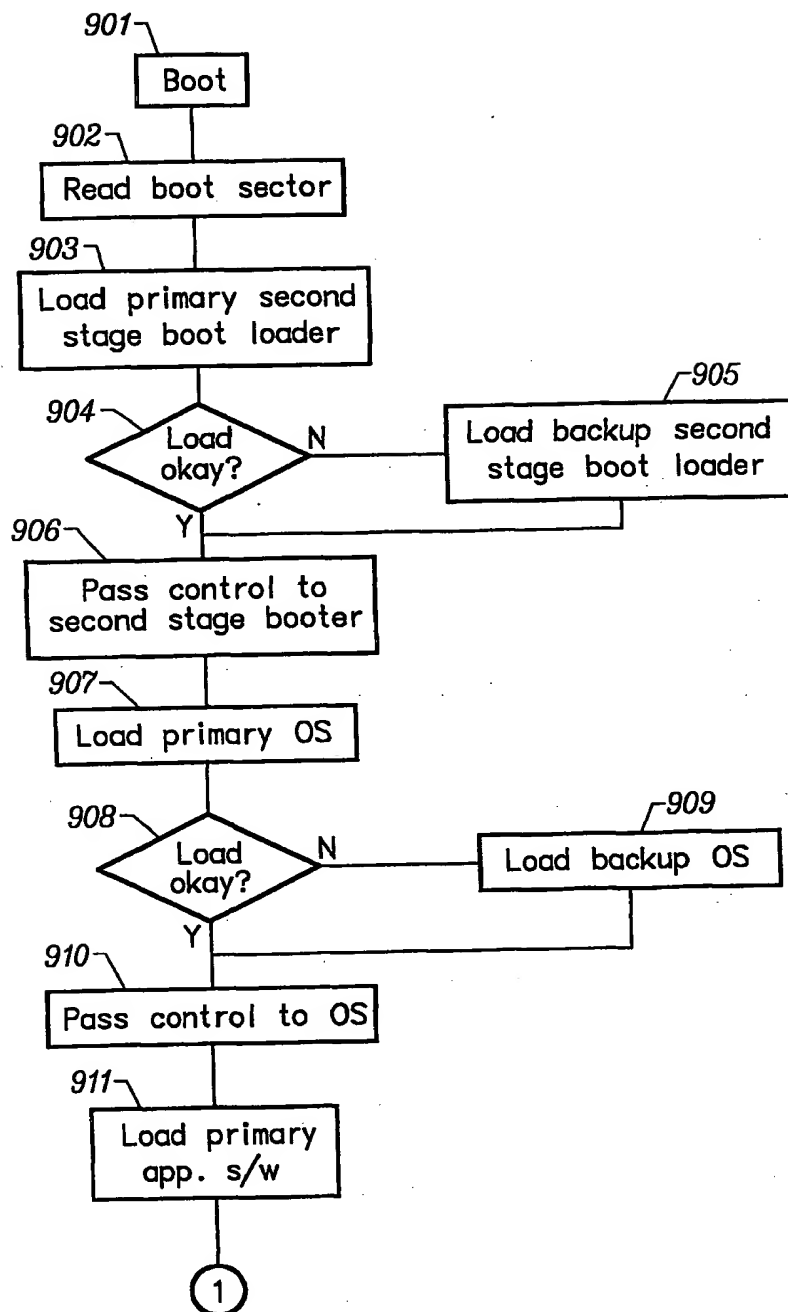 901
Boot
902
Read boot sector
903
Load primary second
stage boot loader
904
Load
okay?
N
905
Load backup second
stage boot loader
Y
906
Pass control to
second stage booter
907
Load primary OS
908
Load
okay?
N
909
Load backup OS
Y
910
Pass control to OS
911
Load primary
app. s/w
1